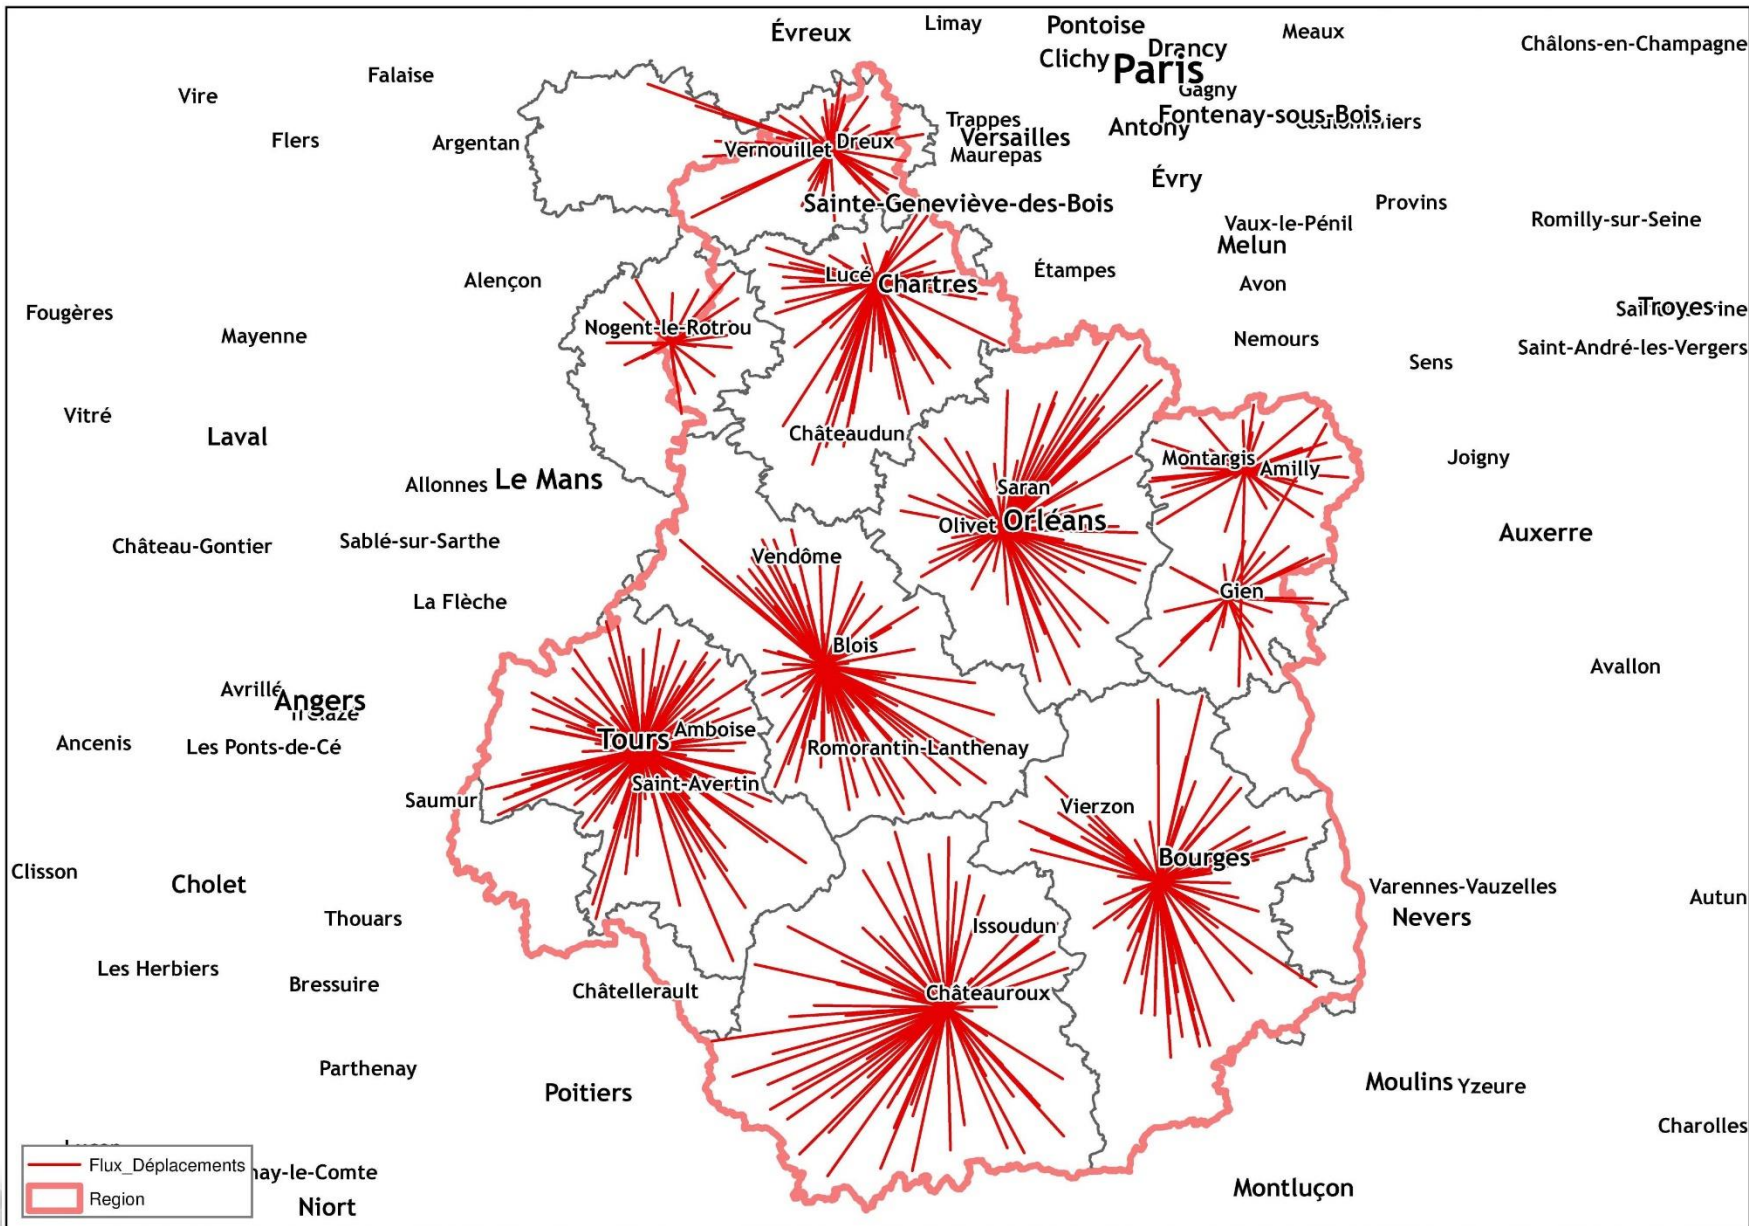 Évreux
Limay
Pontoise
Meaux
Châlons-en-Champagne
Drancy
Clichy
Paris
Falaise
Gagny
Vire
Fontenay-sous-Bois
Trappes
Antony
Versailles
Flers
Argentan
Vernouillet
Dreux
Maurepas
Évry
Sainte-Geneviève-des-Bois
Provins
Vaux-le-Pénil
Romilly-sur-Seine
Melun
Étampes
Alençon
Lucé
Chartres
Avon
Fougères
Troyes
Mayenne
Nogent-le-Rotrou
Nemours
Saint-André-les-Vergers
Sens
Vitré
Laval
Châteaudun
Montargis
Amilly
Joigny
Allonnes
Le Mans
Saran
Olivet
Orléans
Auxerre
Château-Gontier
Sablé-sur-Sarthe
Vendôme
La Flèche
Gien
Blois
Avallon
Avrillé
Angers
Ancenis
Les Ponts-de-Cé
Tours
Amboise
Romorantin-Lanthenay
Saint-Avertin
Saumur
Vierzon
Bourges
Clisson
Cholet
Varennes-Vauzelles
Autun
Thouars
Issoudun
Nevers
Les Herbiers
Bressuire
Châtellerault
Châteauroux
Parthenay
Poitiers
Moulins
Yzeure
Charolles
Flux_Déplacements
nay-le-Comte
Region
Niort
Montluçon